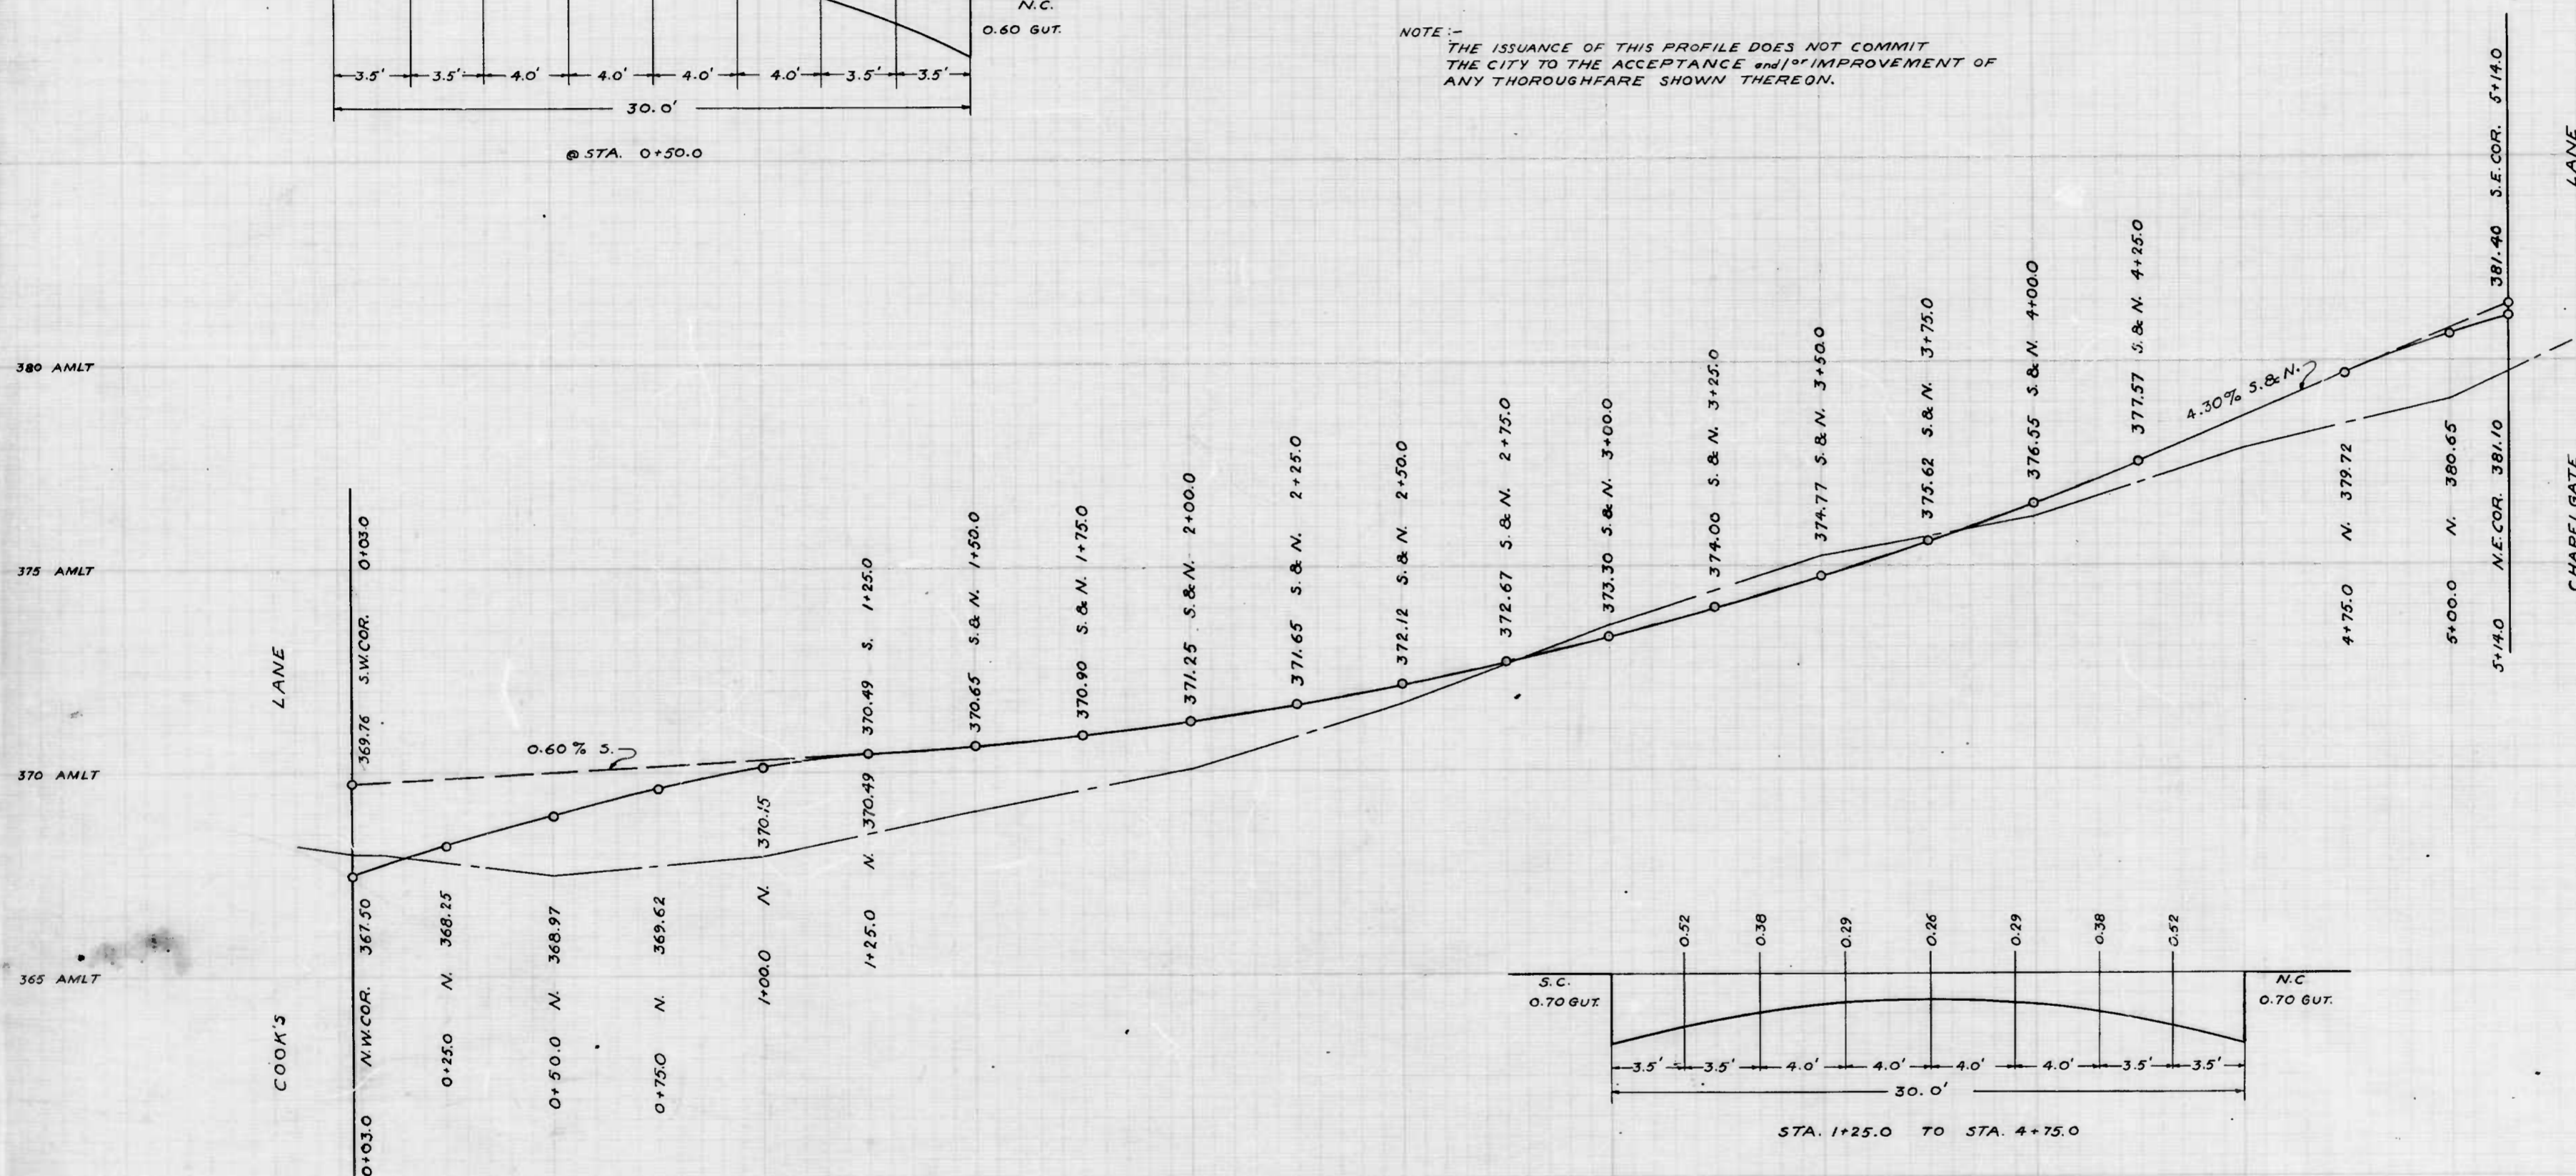 N.C.
0.60 GUT.
3.5' 3.5' 4.0' 4.0' 4.0' 4.0' 3.5' 3.5'
30.0'
@ STA. 0+50.0
NOTE:-
THE ISSUANCE OF THIS PROFILE DOES NOT COMMIT
THE CITY TO THE ACCEPTANCE and/or IMPROVEMENT OF
ANY THOROUGHFARE SHOWN THEREON.
380 AMLT
375 AMLT
370 AMLT
365 AMLT
COOK'S LANE
369.76 S.W.COR. 0+03.0
0+03.0 N.W.COR. 367.50
0+25.0 N. 368.25
0+50.0 N. 368.97
0+75.0 N. 369.62
1+00.0 N. 370.15
1+25.0 N. 370.49
0.60% S.
370.49 S. 1+25.0
370.65 S.&N. 1+50.0
370.90 S.&N. 1+75.0
371.25 S.&N. 2+00.0
371.65 S.&N. 2+25.0
372.12 S.&N. 2+50.0
372.67 S.&N. 2+75.0
373.30 S.&N. 3+00.0
374.00 S.&N. 3+25.0
374.77 S.&N. 3+50.0
375.62 S.&N. 3+75.0
376.55 S.&N. 4+00.0
377.57 S.&N. 4+25.0
4.30% S.&N.
4+75.0 N. 379.72
5+00.0 N. 380.65
5+14.0 N.E.COR. 381.10
381.40 S.E.COR. 5+14.0
CHAPELGATE LANE
0.52 0.38 0.29 0.26 0.29 0.38 0.52
S.C.
0.70 GUT.
N.C
0.70 GUT.
3.5' 3.5' 4.0' 4.0' 4.0' 4.0' 3.5' 3.5'
30.0'
STA. 1+25.0 TO STA. 4+75.0